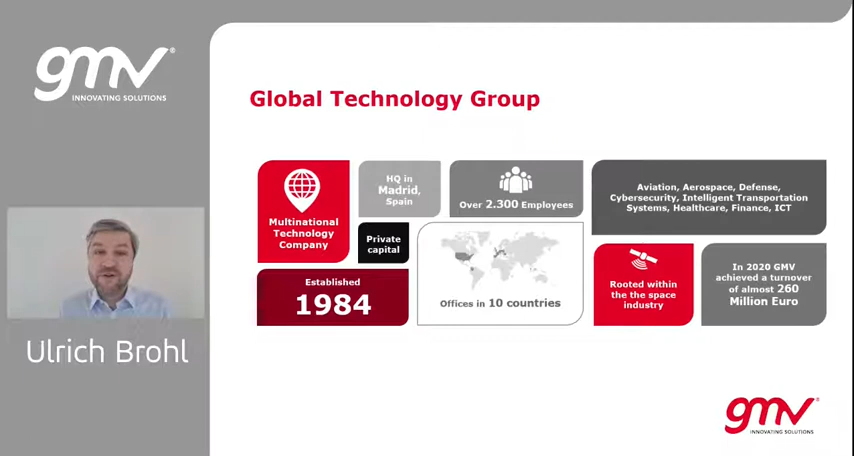 gmv®
INNOVATING SOLUTIONS
Global Technology Group
Multinational
Technology
Company
HQ in
Madrid,
Spain
Private
capital
Established
1984
Over 2.300 Employees
Offices in 10 countries
Aviation, Aerospace, Defense,
Cybersecurity, Intelligent Transportation
Systems, Healthcare, Finance, ICT
Rooted within
the the space
industry
In 2020 GMV
achieved a turnover
of almost 260
Million Euro
Ulrich Brohl
gmv®
INNOVATING SOLUTIONS